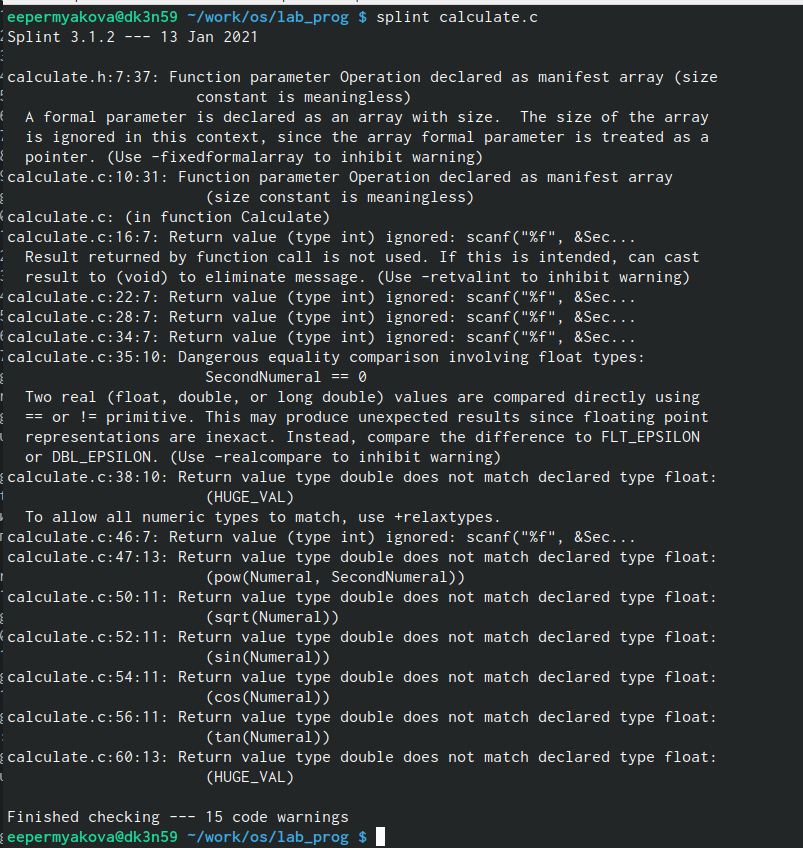 eepermyakova@dk3n59 ~/work/os/lab_prog $ splint calculate.c
Splint 3.1.2 --- 13 Jan 2021

calculate.h:7:37: Function parameter Operation declared as manifest array (size
                     constant is meaningless)
  A formal parameter is declared as an array with size.  The size of the array
  is ignored in this context, since the array formal parameter is treated as a
  pointer. (Use -fixedformalarray to inhibit warning)
calculate.c:10:31: Function parameter Operation declared as manifest array
                      (size constant is meaningless)
calculate.c: (in function Calculate)
calculate.c:16:7: Return value (type int) ignored: scanf("%f", &Sec...
  Result returned by function call is not used. If this is intended, can cast
  result to (void) to eliminate message. (Use -retvalint to inhibit warning)
calculate.c:22:7: Return value (type int) ignored: scanf("%f", &Sec...
calculate.c:28:7: Return value (type int) ignored: scanf("%f", &Sec...
calculate.c:34:7: Return value (type int) ignored: scanf("%f", &Sec...
calculate.c:35:10: Dangerous equality comparison involving float types:
                      SecondNumeral == 0
  Two real (float, double, or long double) values are compared directly using
  == or != primitive. This may produce unexpected results since floating point
  representations are inexact. Instead, compare the difference to FLT_EPSILON
  or DBL_EPSILON. (Use -realcompare to inhibit warning)
calculate.c:38:10: Return value type double does not match declared type float:
                      (HUGE_VAL)
  To allow all numeric types to match, use +relaxtypes.
calculate.c:46:7: Return value (type int) ignored: scanf("%f", &Sec...
calculate.c:47:13: Return value type double does not match declared type float:
                      (pow(Numeral, SecondNumeral))
calculate.c:50:11: Return value type double does not match declared type float:
                      (sqrt(Numeral))
calculate.c:52:11: Return value type double does not match declared type float:
                      (sin(Numeral))
calculate.c:54:11: Return value type double does not match declared type float:
                      (cos(Numeral))
calculate.c:56:11: Return value type double does not match declared type float:
                      (tan(Numeral))
calculate.c:60:13: Return value type double does not match declared type float:
                      (HUGE_VAL)

Finished checking --- 15 code warnings
eepermyakova@dk3n59 ~/work/os/lab_prog $